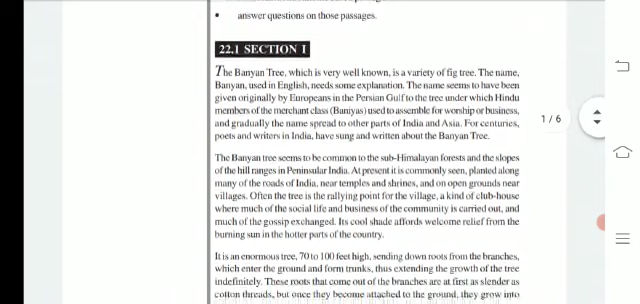 • answer questions on those passages.
22.1 SECTION I
The Banyan Tree, which is very well known, is a variety of fig tree. The name,
Banyan, used in English, needs some explanation. The name seems to have been
given originally by Europeans in the Persian Gulf to the tree under which Hindu
members of the merchant class (Baniyas) used to assemble for worship or business,
and gradually the name spread to other parts of India and Asia. For centuries,
poets and writers in India, have sung and written about the Banyan Tree.
The Banyan tree seems to be common to the sub-Himalayan forests and the slopes
of the hill ranges in Peninsular India. At present it is commonly seen, planted along
many of the roads of India, near temples and shrines, and on open grounds near
villages. Often the tree is the rallying point for the village, a kind of club-house
where much of the social life and business of the community is carried out, and
much of the gossip exchanged. Its cool shade affords welcome relief from the
burning sun in the hotter parts of the country.
It is an enormous tree, 70 to 100 feet high, sending down roots from the branches,
which enter the ground and form trunks, thus extending the growth of the tree
indefinitely. These roots that come out of the branches are at first as slender as
cotton threads, but once they become attached to the ground, they grow into
1/6